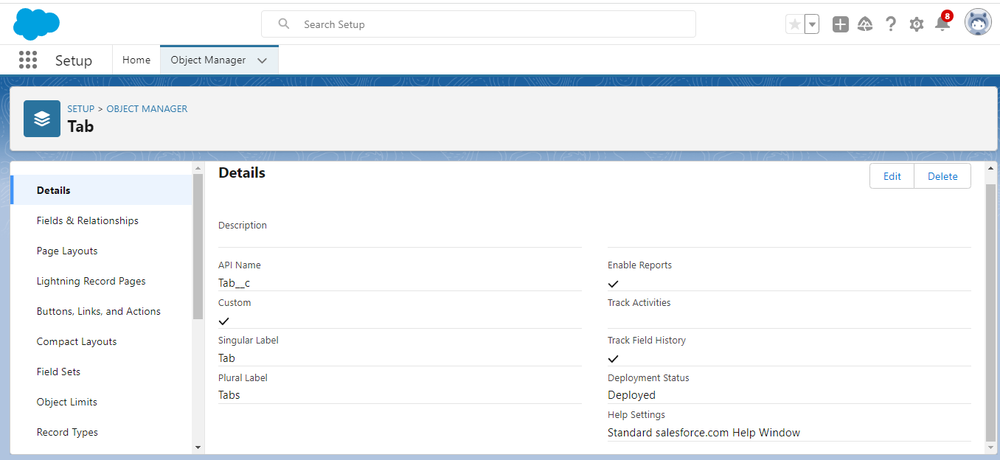 Search Setup
8
Setup
Home
Object Manager
SETUP > OBJECT MANAGER
Tab
Details
Fields & Relationships
Page Layouts
Lightning Record Pages
Buttons, Links, and Actions
Compact Layouts
Field Sets
Object Limits
Record Types
Details
Edit
Delete
Description
API Name
Tab__c
Custom
Singular Label
Tab
Plural Label
Tabs
Enable Reports
Track Activities
Track Field History
Deployment Status
Deployed
Help Settings
Standard salesforce.com Help Window